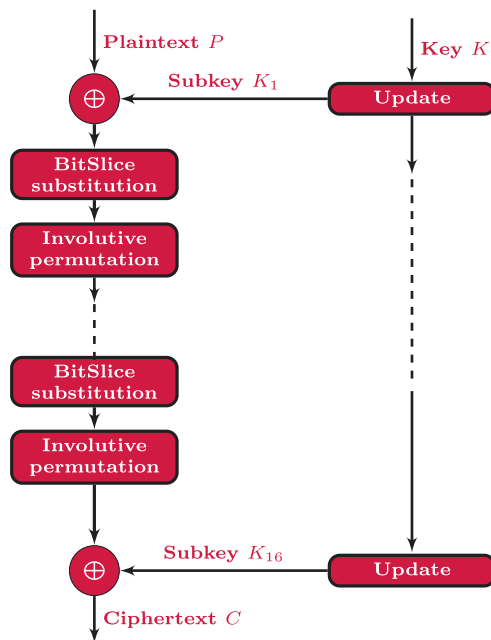 Plaintext P
Key K
Subkey K₁
⊕
Update
BitSlice
substitution
Involutive
permutation
BitSlice
substitution
Involutive
permutation
Subkey K₁₆
⊕
Update
Ciphertext C